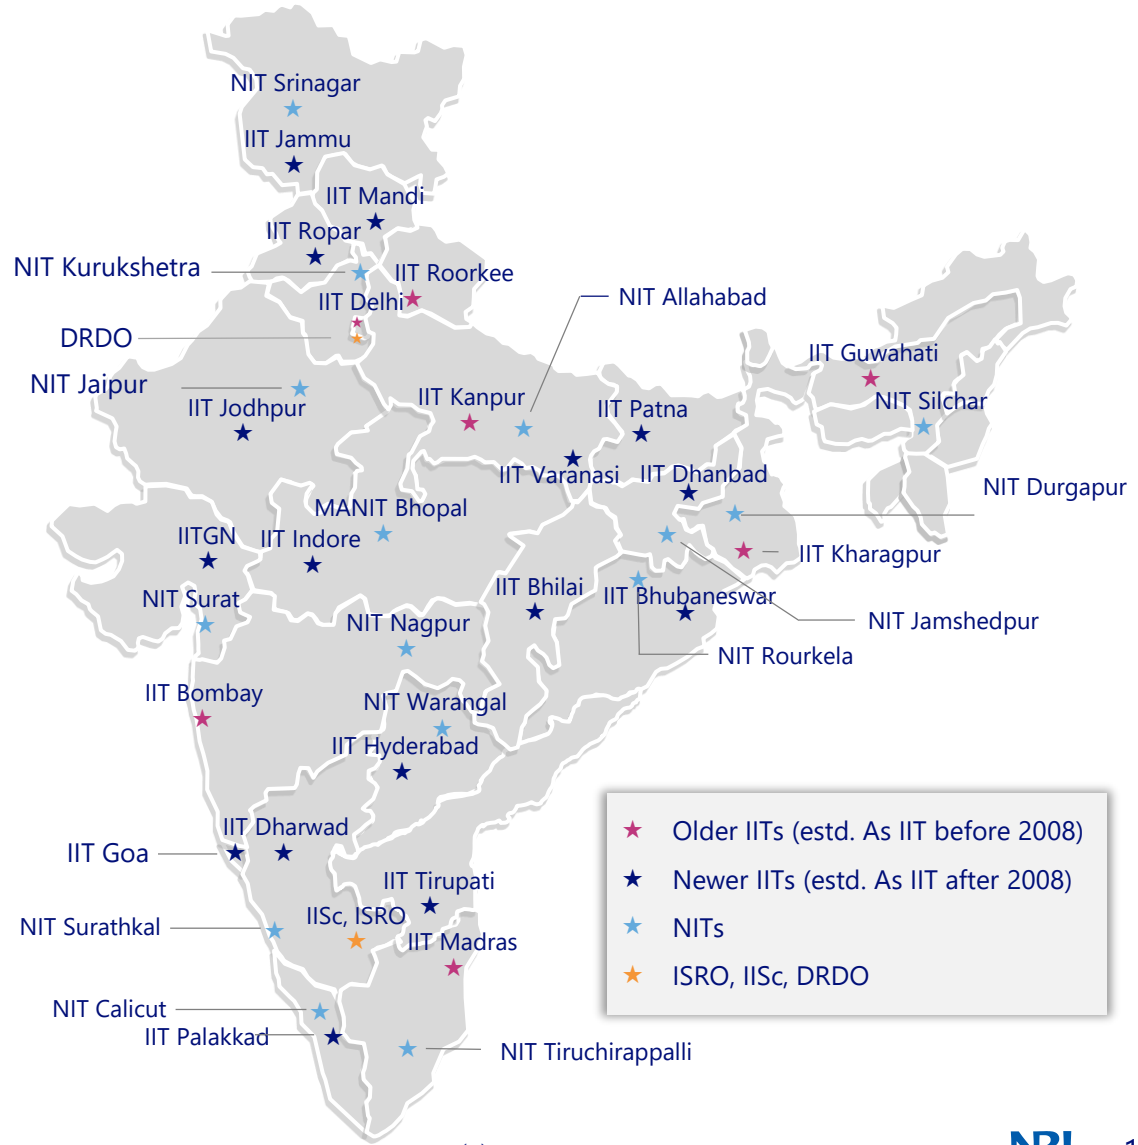 NIT Srinagar
IIT Jammu
IIT Mandi
IIT Ropar
NIT Kurukshetra
IIT Roorkee
IIT Delhi
NIT Allahabad
DRDO
IIT Guwahati
NIT Jaipur
IIT Kanpur
NIT Silchar
IIT Jodhpur
IIT Patna
IIT Varanasi
IIT Dhanbad
NIT Durgapur
MANIT Bhopal
IITGN
IIT Indore
IIT Kharagpur
IIT Bhilai
IIT Bhubaneswar
NIT Surat
NIT Nagpur
NIT Jamshedpur
NIT Rourkela
IIT Bombay
NIT Warangal
IIT Hyderabad
IIT Dharwad
IIT Goa
Older IITs (estd. As IIT before 2008)
Newer IITs (estd. As IIT after 2008)
NITs
ISRO, IISc, DRDO
IIT Tirupati
IISc, ISRO
NIT Surathkal
IIT Madras
NIT Calicut
IIT Palakkad
NIT Tiruchirappalli